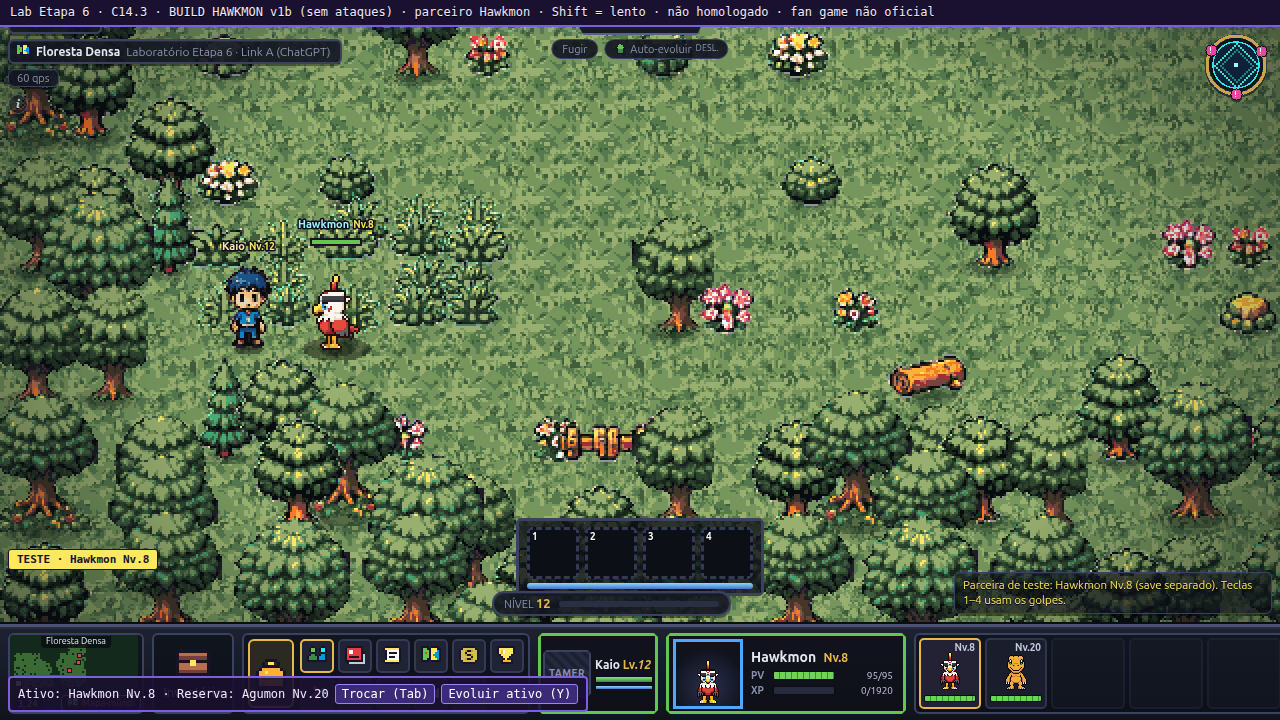 Lab Etapa 6 · C14.3 · BUILD HAWKMON v1b (sem ataques) · parceiro Hawkmon · Shift = lento · não homologado · fan game não oficial
Floresta Densa Laboratório Etapa 6 · Link A (ChatGPT)
Fugir
Auto-evoluir DESL.
60 qps
i
Hawkmon Nv.8
Kaio Nv.12
TESTE · Hawkmon Nv.8
1 2 3 4
NÍVEL 12
Parceira de teste: Hawkmon Nv.8 (save separado). Teclas
1–4 usam os golpes.
Floresta Densa
Ativo: Hawkmon Nv.8 · Reserva: Agumon Nv.20 Trocar (Tab) Evoluir ativo (Y)
TAMER
Kaio Lv.12
Hawkmon Nv.8
PV 95/95
XP 0/1920
Nv.8
Nv.20